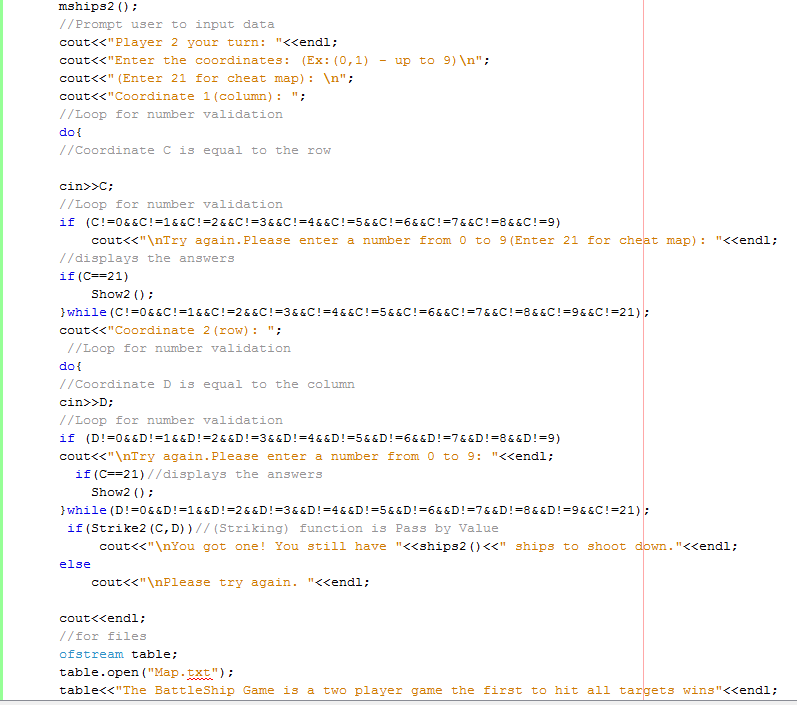 mships2();
//Prompt user to input data
cout<<"Player 2 your turn: "<<endl;
cout<<"Enter the coordinates: (Ex:(0,1) - up to 9)\n";
cout<<"(Enter 21 for cheat map): \n";
cout<<"Coordinate 1(column): ";
//Loop for number validation
do{
//Coordinate C is equal to the row
cin>>C;
//Loop for number validation
if (C!=0&&C!=1&&C!=2&&C!=3&&C!=4&&C!=5&&C!=6&&C!=7&&C!=8&&C!=9)
cout<<"\nTry again.Please enter a number from 0 to 9(Enter 21 for cheat map): "<<endl;
//displays the answers
if(C==21)
Show2();
}while(C!=0&&C!=1&&C!=2&&C!=3&&C!=4&&C!=5&&C!=6&&C!=7&&C!=8&&C!=9&&C!=21);
cout<<"Coordinate 2(row): ";
//Loop for number validation
do{
//Coordinate D is equal to the column
cin>>D;
//Loop for number validation
if (D!=0&&D!=1&&D!=2&&D!=3&&D!=4&&D!=5&&D!=6&&D!=7&&D!=8&&D!=9)
cout<<"\nTry again.Please enter a number from 0 to 9: "<<endl;
if(C==21)//displays the answers
Show2();
}while(D!=0&&D!=1&&D!=2&&D!=3&&D!=4&&D!=5&&D!=6&&D!=7&&D!=8&&D!=9&&C!=21);
if(Strike2(C,D))//(Striking) function is Pass by Value
cout<<"\nYou got one! You still have "<<ships2()<<" ships to shoot down."<<endl;
else
cout<<"\nPlease try again. "<<endl;
cout<<endl;
//for files
ofstream table;
table.open("Map.txt");
table<<"The BattleShip Game is a two player game the first to hit all targets wins"<<endl;